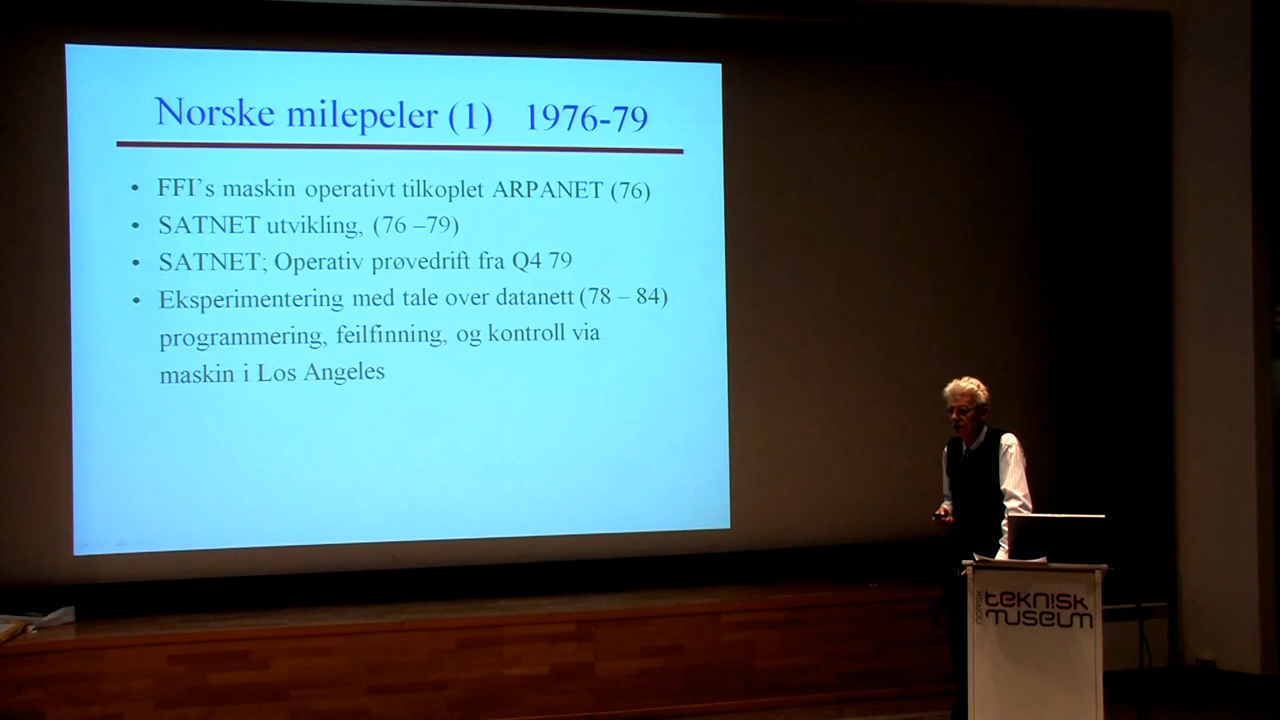 Norske milepeler (1) 1976-79
• FFI's maskin operativt tilkoplet ARPANET (76)
• SATNET utvikling, (76 –79)
• SATNET; Operativ prøvedrift fra Q4 79
• Eksperimentering med tale over datanett (78 – 84)
programmering, feilfinning, og kontroll via
maskin i Los Angeles
NORSK
teknisk
museum